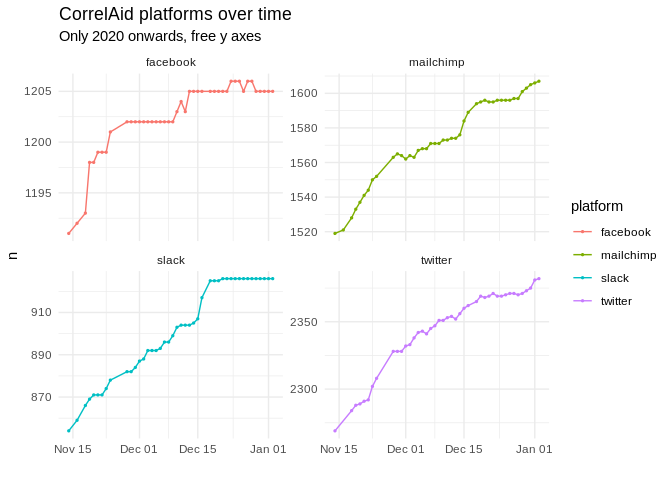 CorrelAid platforms over time
Only 2020 onwards, free y axes
facebook
mailchimp
1205
1200
1195
1600
1580
1560
1540
1520
n
slack
twitter
910
890
870
2350
2300
Nov 15
Dec 01
Dec 15
Jan 01
Nov 15
Dec 01
Dec 15
Jan 01
platform
facebook
mailchimp
slack
twitter